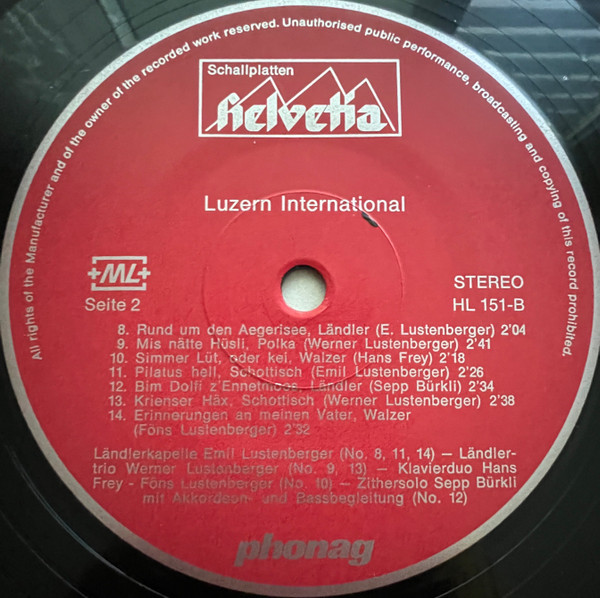 All rights of the Manufacturer and of the owner of the recorded work reserved. Unauthorised public performance, broadcasting and copying of this record prohibited.
Schallplatten
Helvetia
Luzern International
+ML+
STEREO
Seite 2
HL 151-B
8. Rund um den Aegerisee, Ländler (E. Lustenberger) 2'04
9. Mis nätte Hüsli, Polka (Werner Lustenberger) 2'41
10. Simmer Lüt, oder kei, Walzer (Hans Frey) 2'18
11. Pilatus hell, Schottisch (Emil Lustenberger) 2'26
12. Bim Dolfi z'Ennetmoos, Ländler (Sepp Bürkli) 2'34
13. Krienser Häx, Schottisch (Werner Lustenberger) 2'38
14. Erinnerungen an meinen Vater, Walzer
(Föns Lustenberger) 2'32
Ländlerkapelle Emil Lustenberger (No. 8, 11, 14) – Ländler-
trio Werner Lustenberger (No. 9, 13) – Klavierduo Hans
Frey - Föns Lustenberger (No. 10) – Zithersolo Sepp Bürkli
mit Akkordeon- und Bassbegleitung (No. 12)
phonag